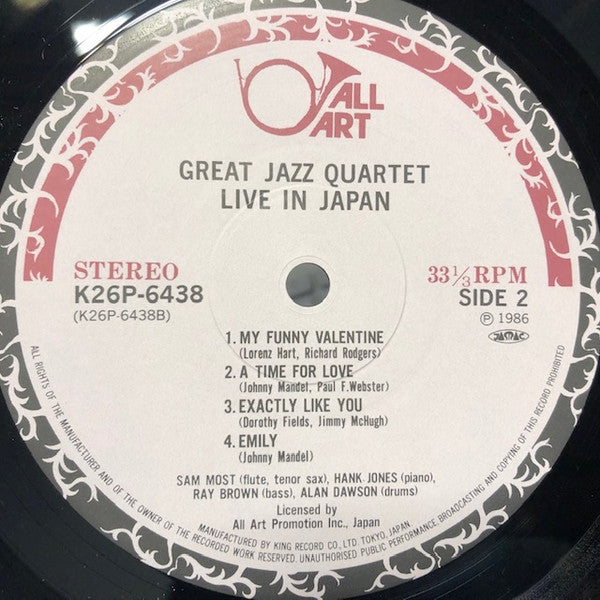 ALL
ART
GREAT JAZZ QUARTET
LIVE IN JAPAN
STEREO
K26P-6438
(K26P-6438B)
33 1/3 RPM
SIDE 2
Ⓟ 1986
JASRAC
1. MY FUNNY VALENTINE
(Lorenz Hart, Richard Rodgers)
2. A TIME FOR LOVE
(Johnny Mandel, Paul F.Webster)
3. EXACTLY LIKE YOU
(Dorothy Fields, Jimmy McHugh)
4. EMILY
(Johnny Mandel)
SAM MOST (flute, tenor sax), HANK JONES (piano),
RAY BROWN (bass), ALAN DAWSON (drums)
Licensed by
All Art Promotion Inc., Japan
ALL RIGHTS OF THE MANUFACTURER AND OF THE OWNER OF THE RECORDED WORK RESERVED. UNAUTHORISED PUBLIC PERFORMANCE BROADCASTING AND COPYING OF THIS RECORD PROHIBITED
MANUFACTURED BY KING RECORD CO., LTD. TOKYO, JAPAN